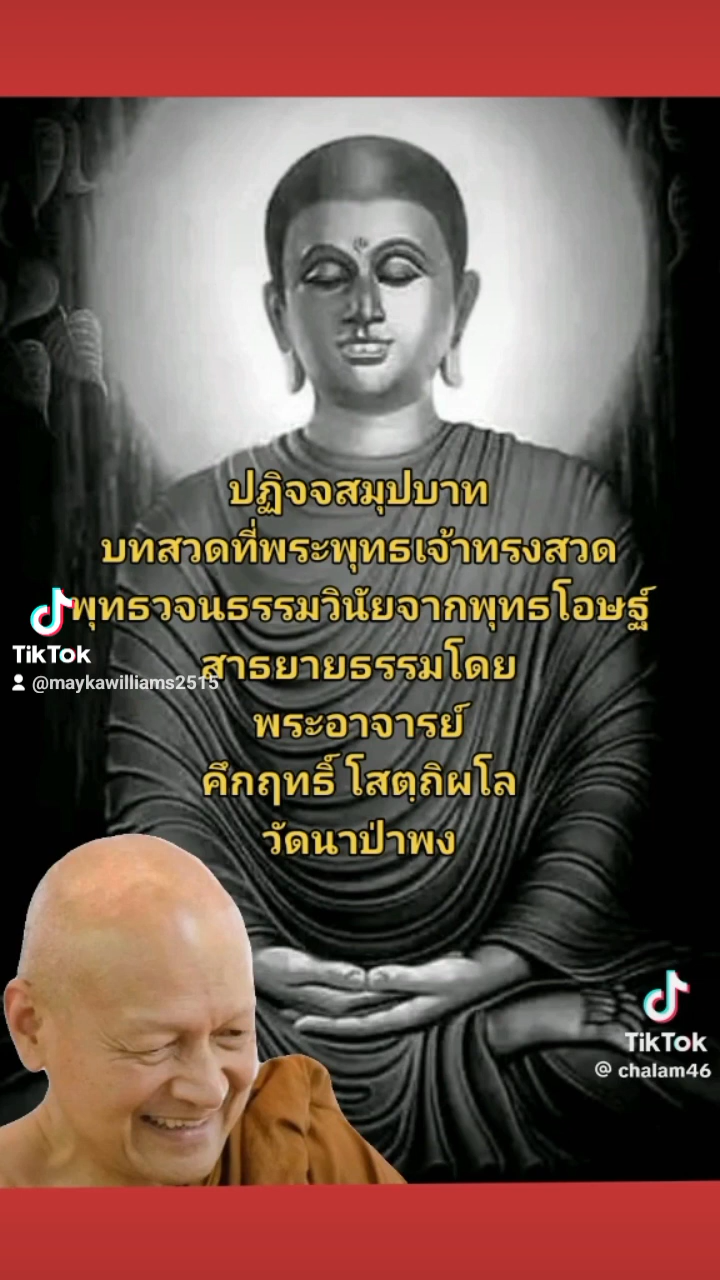 ปฏิจจสมุปบาท
บทสวดที่พระพุทธเจ้าทรงสวด
พุทธวจนธรรมวินัยจากพุทธโอษฐ์
สาธยายธรรมโดย
พระอาจารย์
คึกฤทธิ์ โสตฺถิผโล
วัดนาป่าพง
TikTok
@maykawilliams2515
TikTok
@ chalam46